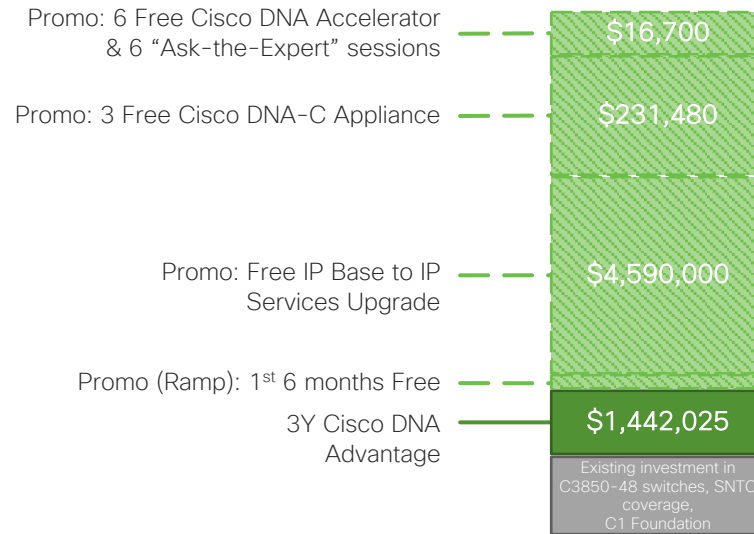 Promo: 6 Free Cisco DNA Accelerator
& 6 “Ask-the-Expert” sessions
$16,700
Promo: 3 Free Cisco DNA-C Appliance
$231,480
Promo: Free IP Base to IP
Services Upgrade
$4,590,000
Promo (Ramp): 1st 6 months Free
3Y Cisco DNA
Advantage
$1,442,025
Existing investment in
C3850-48 switches, SNTC
coverage,
C1 Foundation